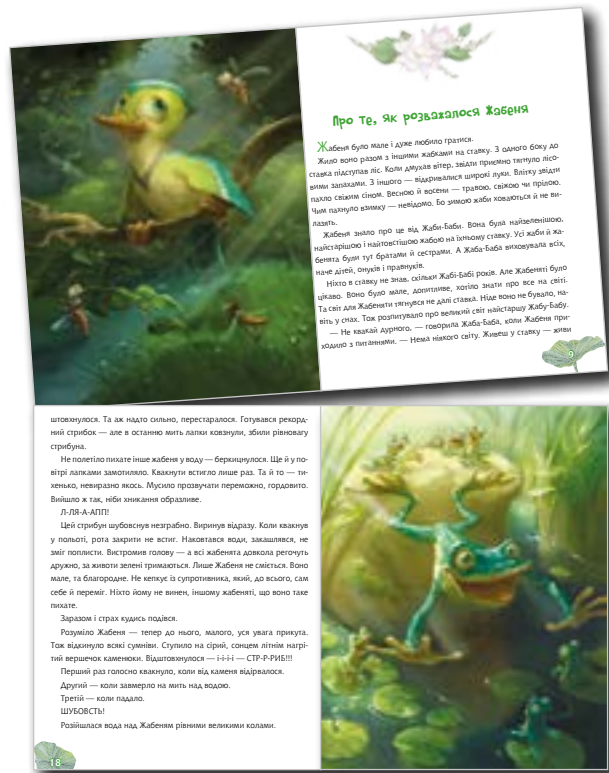 Про те, як розважалося Жабеня
Жабеня було мале і дуже любило гратися.
Жило воно разом з іншими жабками на ставку. З одного боку до
ставка підступав ліс. Коли дмухав вітер, звідти приємно тягнуло лісо-
вими запахами. З іншого — відкривалися широкі луки. Влітку звідти
пахло свіжим сіном. Весною й восени — травою, свіжою чи прілою.
Чим пахнуло взимку — невідомо. Бо зимою жаби ховаються й не ви-
лазять.
Жабеня знало про це від Жаби-Баби. Вона була найзеленішою,
найстарішою і найтовстішою жабою на їхньому ставку. Усі жаби й жа-
бенята були тут братами й сестрами. А Жаба-Баба виховувала всіх,
наче дітей, онуків і правнуків.
Ніхто в ставку не знав, скільки Жабі-Бабі років. Але Жабеняті було
цікаво. Воно було мале, допитливе, хотіло знати про все на світі.
Та світ для Жабеняти тягнувся не далі ставка. Ніде воно не бувало, на-
віть у снах. Тож розпитувало про великий світ найстаршу Жабу-Бабу.
— Не квакай дурного, — говорила Жаба-Баба, коли Жабеня при-
ходило з питаннями. — Нема ніякого світу. Живеш у ставку — живи
9
штовхнулося. Та аж надто сильно, перестаралося. Готувався рекорд-
ний стрибок — але в останню мить лапки ковзнули, збили рівновагу
стрибуна.
Не полетіло пихате інше жабеня у воду — беркицнулося. Ще й у по-
вітрі лапками замотиляло. Квакнути встигло лише раз. Та й то — ти-
хенько, невиразно якось. Мусило прозвучати переможно, гордовито.
Вийшло ж так, ніби хникання образливе.
Л-ЛЯ-А-АПП!
Цей стрибун шубовснув незграбно. Виринув відразу. Коли квакнув
у польоті, рота закрити не встиг. Наковтався води, закашлявся, не
зміг поплисти. Вистромив голову — а всі жабенята довкола регочуть
дружно, за животи зелені тримаються. Лише Жабеня не сміється. Воно
мале, та благородне. Не кепкує із супротивника, який, до всього, сам
себе й переміг. Ніхто йому не винен, іншому жабеняті, що воно таке
пихате.
Заразом і страх кудись подівся.
Розуміло Жабеня — тепер до нього, малого, уся увага прикута.
Тож відкинуло всякі сумніви. Ступило на сірий, сонцем літнім нагрі-
тий вершечок каменюки. Відштовхнулося — і-і-і-і — СТР-Р-РИБ!!!
Перший раз голосно квакнуло, коли від каменя відірвалося.
Другий — коли завмерло на мить над водою.
Третій — коли падало.
ШУБОВСТЬ!
Розійшлася вода над Жабеням рівними великими колами.
18